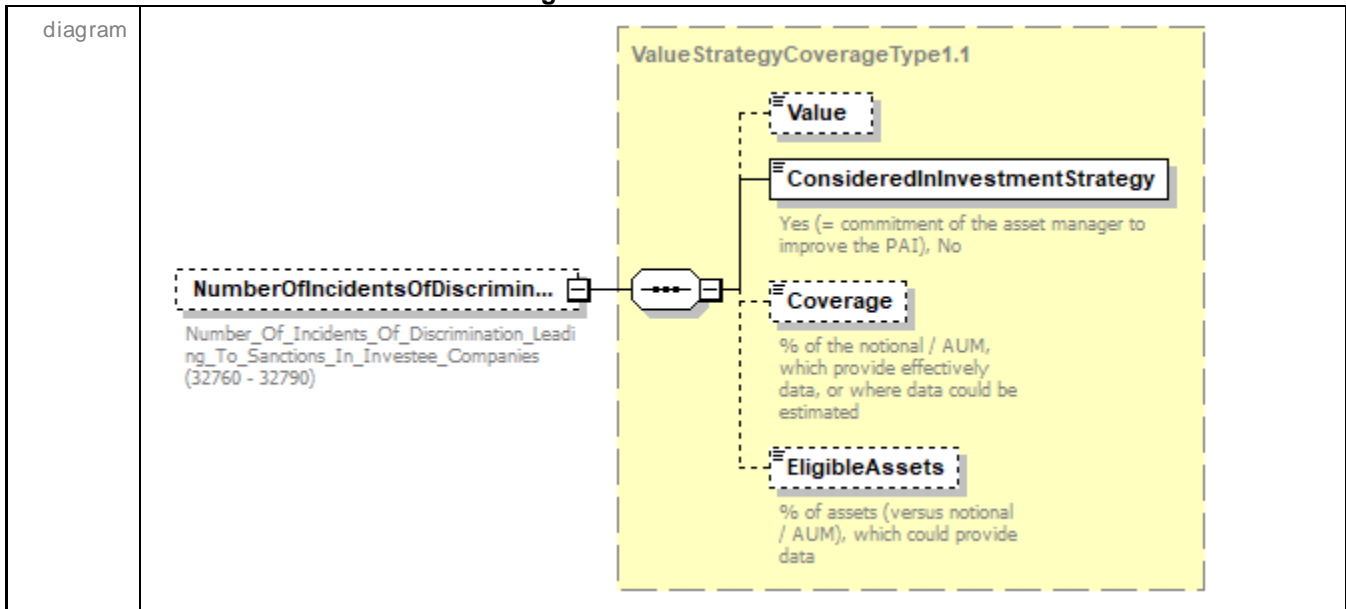 diagram
ValueStrategyCoverageType1.1
Value
ConsideredInInvestmentStrategy
Yes (= commitment of the asset manager to
improve the PAI), No
NumberOfIncidentsOfDiscrimin...
Number_Of_Incidents_Of_Discrimination_Leadi
ng_To_Sanctions_In_Investee_Companies
(32760 - 32790)
Coverage
% of the notional / AUM,
which provide effectively
data, or where data could be
estimated
EligibleAssets
% of assets (versus notional
/ AUM), which could provide
data